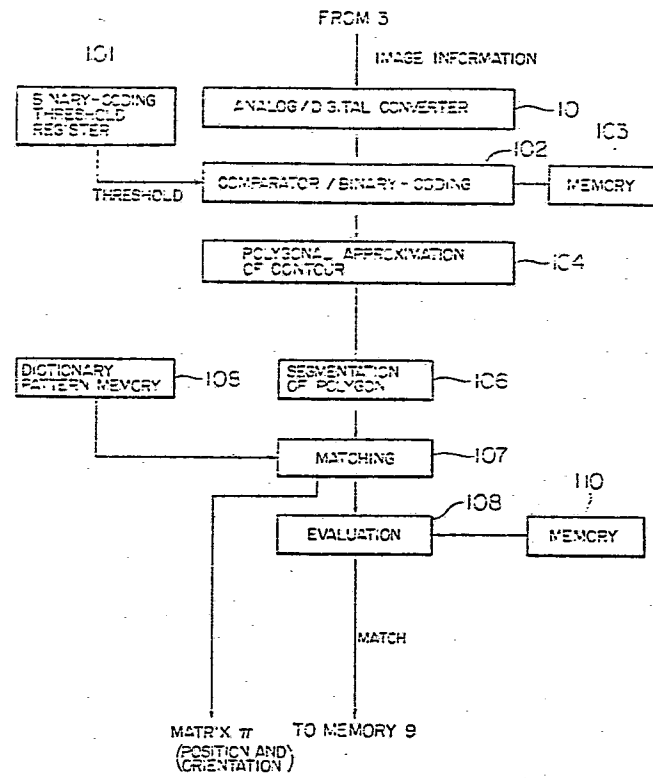 FROM 3
IMAGE INFORMATION
101
BINARY-CODING
THRESHOLD
REGISTER
ANALOG/DIGITAL CONVERTER
10
102
103
THRESHOLD
COMPARATOR/BINARY-CODING
MEMORY
POLYGONAL APPROXIMATION
OF CONTOUR
104
DICTIONARY
PATTERN MEMORY
109
SEGMENTATION
OF POLYGON
106
MATCHING
107
108
110
EVALUATION
MEMORY
MATCH
MATRIX π
(POSITION AND
ORIENTATION)
TO MEMORY 9